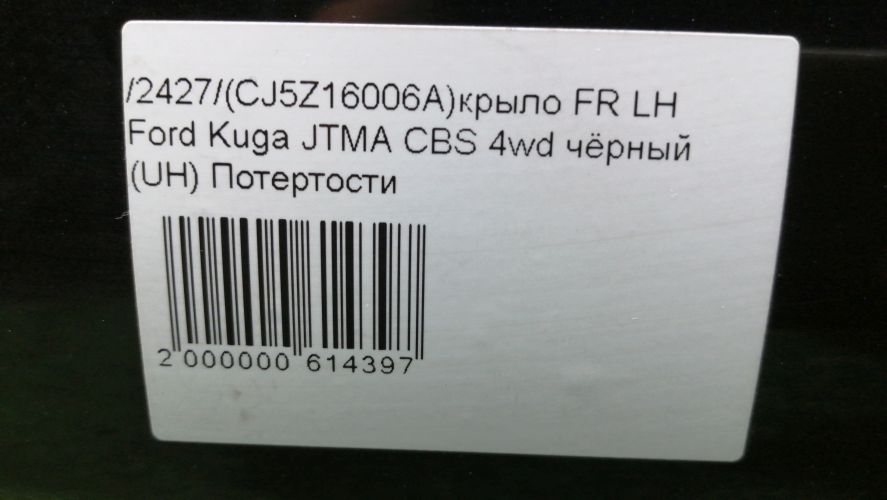 /2427/(CJ5Z16006A)крыло FR LH
Ford Kuga JTMA CBS 4wd чёрный
(UH) Потертости
2 000000 614397